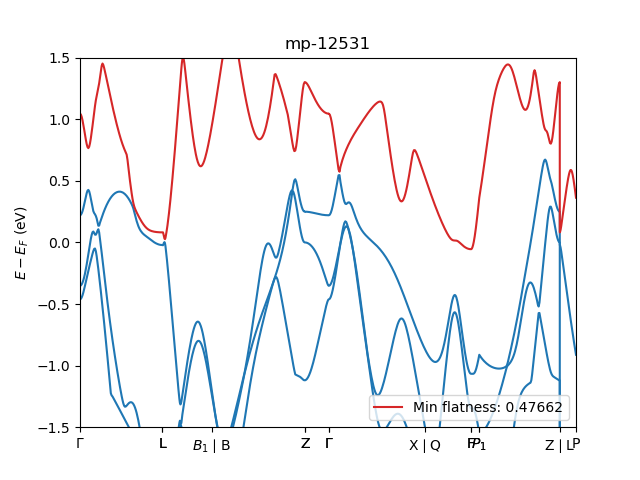 mp-12531
1.5
1.0
0.5
0.0
−0.5
−1.0
−1.5
E − E_F (eV)
Min flatness: 0.47662
Γ L B₁ | B Z Γ X | Q P₁ Z | L P